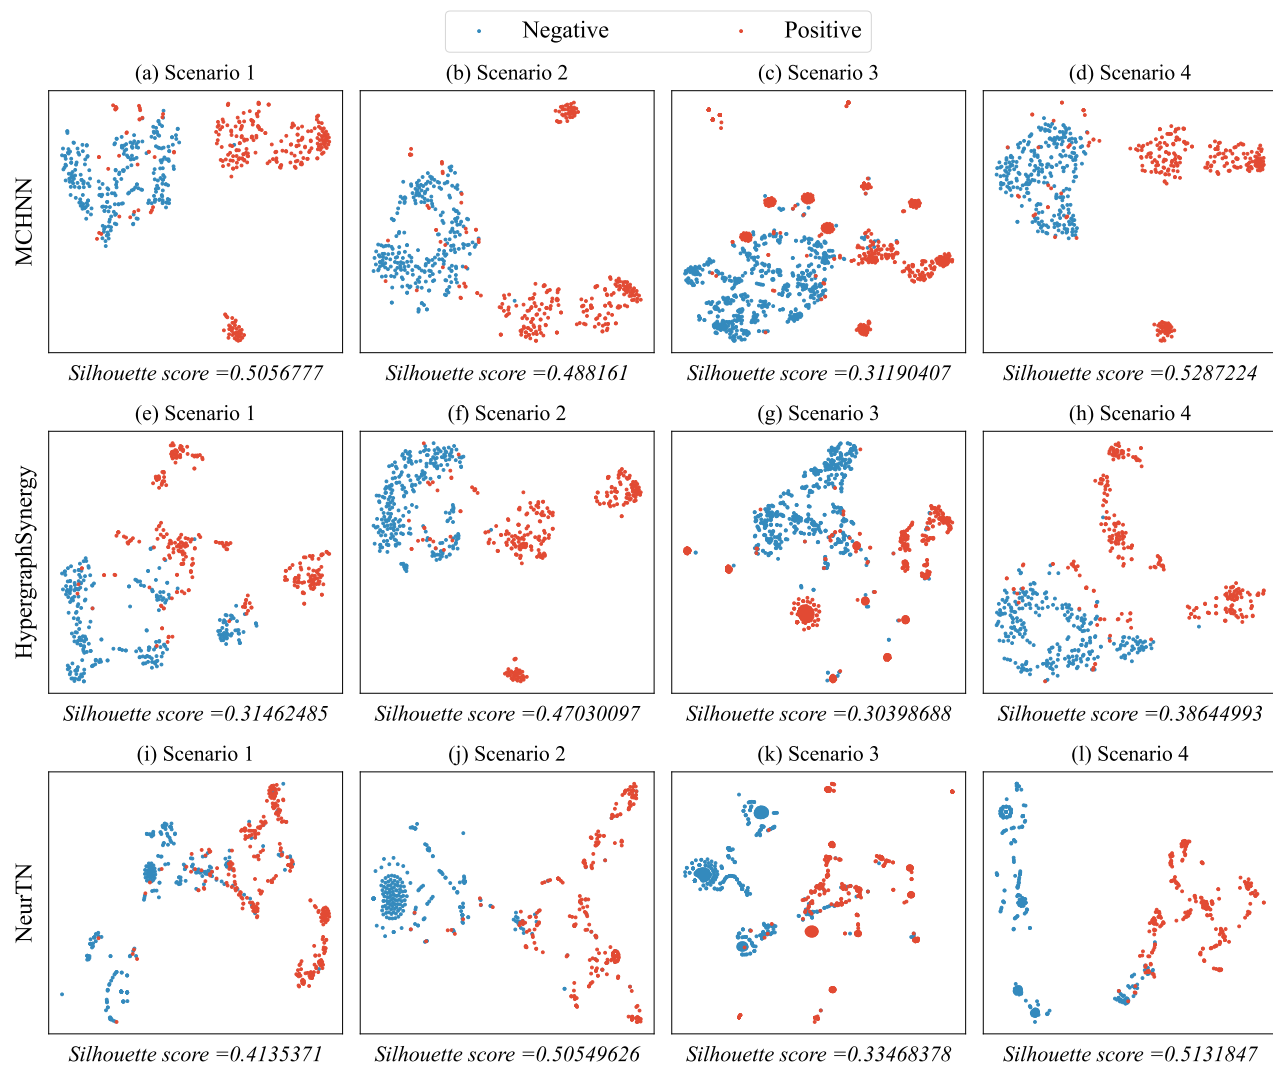 Negative Positive
(a) Scenario 1 (b) Scenario 2 (c) Scenario 3 (d) Scenario 4
MCHNN
Silhouette score =0.5056777 Silhouette score =0.488161 Silhouette score =0.31190407 Silhouette score =0.5287224
(e) Scenario 1 (f) Scenario 2 (g) Scenario 3 (h) Scenario 4
HypergraphSynergy
Silhouette score =0.31462485 Silhouette score =0.47030097 Silhouette score =0.30398688 Silhouette score =0.38644993
(i) Scenario 1 (j) Scenario 2 (k) Scenario 3 (l) Scenario 4
NeurTN
Silhouette score =0.4135371 Silhouette score =0.50549626 Silhouette score =0.33468378 Silhouette score =0.5131847